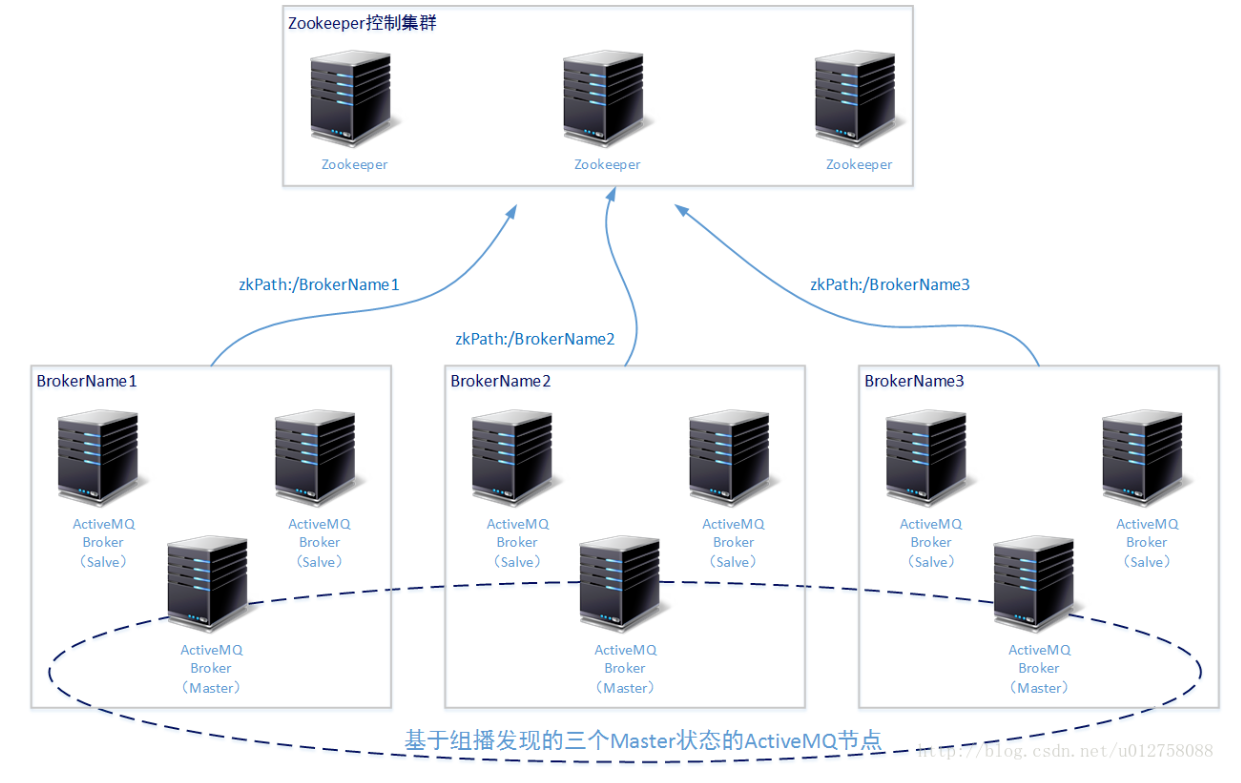 Zookeeper控制集群
Zookeeper
Zookeeper
Zookeeper
zkPath:/BrokerName1
zkPath:/BrokerName3
zkPath:/BrokerName2
BrokerName1
BrokerName2
BrokerName3
ActiveMQ
Broker
（Salve）
ActiveMQ
Broker
（Salve）
ActiveMQ
Broker
（Master）
ActiveMQ
Broker
（Salve）
ActiveMQ
Broker
（Salve）
ActiveMQ
Broker
（Master）
ActiveMQ
Broker
（Salve）
ActiveMQ
Broker
（Salve）
ActiveMQ
Broker
（Master）
基于组播发现的三个Master状态的ActiveMQ节点
http://blog.csdn.net/u012758088